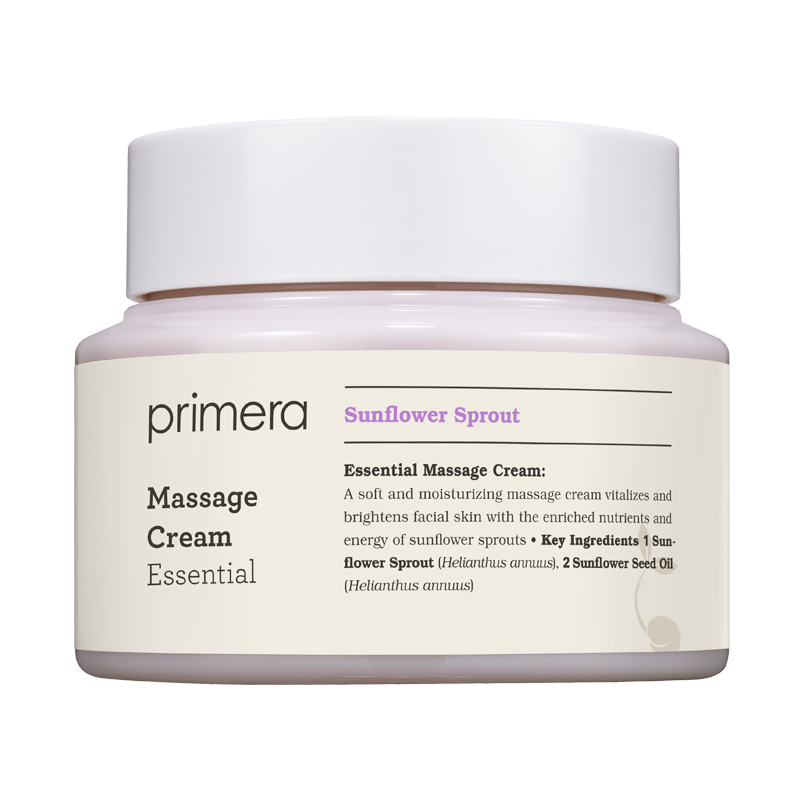 primera
Massage
Cream
Essential
Sunflower Sprout
Essential Massage Cream:
A soft and moisturizing massage cream vitalizes and
brightens facial skin with the enriched nutrients and
energy of sunflower sprouts • Key Ingredients 1 Sun-
flower Sprout (Helianthus annuus), 2 Sunflower Seed Oil
(Helianthus annuus)